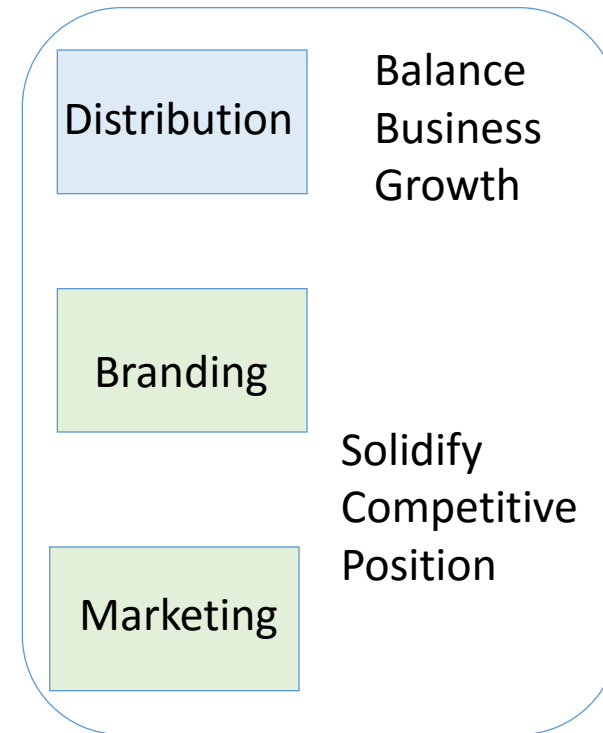 Distribution
Balance
Business
Growth
Branding
Solidify
Competitive
Position
Marketing